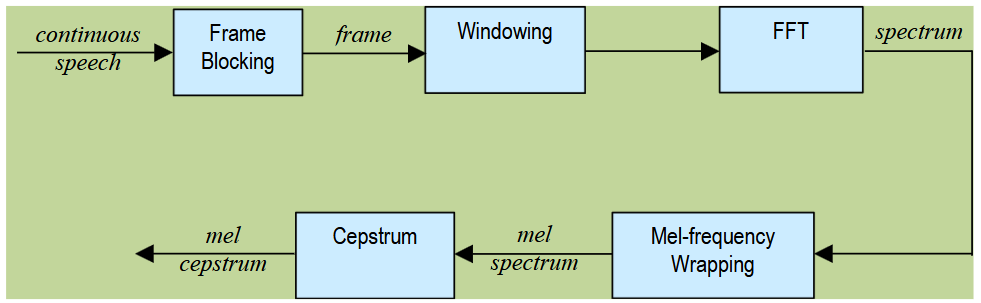 continuous
speech
Frame
Blocking
frame
Windowing
FFT
spectrum
Mel-frequency
Wrapping
mel
spectrum
Cepstrum
mel
cepstrum